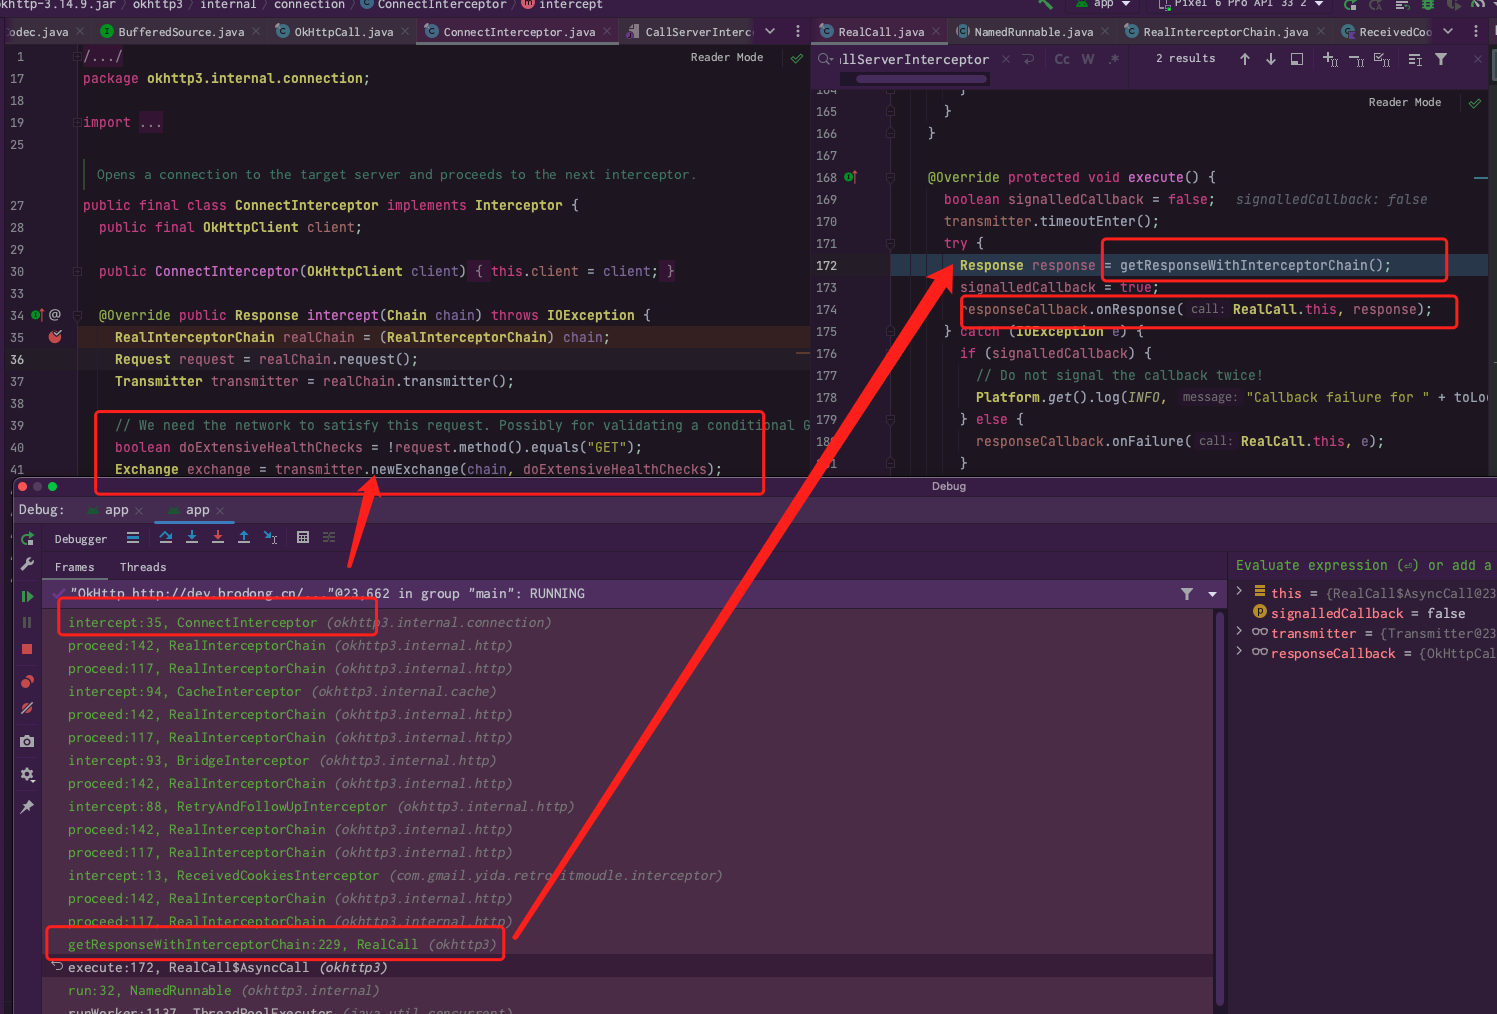 okhttp-3.14.9.jar › okhttp3 › internal › connection › ConnectInterceptor › intercept
app
Pixel 6 Pro API 33 2
odec.java
BufferedSource.java
OkHttpCall.java
ConnectInterceptor.java
CallServerInterc
RealCall.java
NamedRunnable.java
RealInterceptorChain.java
ReceivedCoo
1 /.../
Reader Mode
17 package okhttp3.internal.connection;
18
19 import ...
25
Opens a connection to the target server and proceeds to the next interceptor.
27 public final class ConnectInterceptor implements Interceptor {
28 public final OkHttpClient client;
29
30 public ConnectInterceptor(OkHttpClient client) { this.client = client; }
33
34 @ @Override public Response intercept(Chain chain) throws IOException {
35 RealInterceptorChain realChain = (RealInterceptorChain) chain;
36 Request request = realChain.request();
37 Transmitter transmitter = realChain.transmitter();
38
39 // We need the network to satisfy this request. Possibly for validating a conditional G
40 boolean doExtensiveHealthChecks = !request.method().equals("GET");
41 Exchange exchange = transmitter.newExchange(chain, doExtensiveHealthChecks);
llServerInterceptor
Cc W .*
2 results
164 }
Reader Mode
165 }
166 }
167
168 @Override protected void execute() {
169 boolean signalledCallback = false; signalledCallback: false
170 transmitter.timeoutEnter();
171 try {
172 Response response = getResponseWithInterceptorChain();
173 signalledCallback = true;
174 responseCallback.onResponse( call: RealCall.this, response);
175 } catch (IOException e) {
176 if (signalledCallback) {
177 // Do not signal the callback twice!
178 Platform.get().log(INFO, message: "Callback failure for " + toLo
179 } else {
180 responseCallback.onFailure( call: RealCall.this, e);
181 }
Debug
Debug: app app
Debugger
Frames Threads
"OkHttp http://dev.brodong.cn/..."@23,662 in group "main": RUNNING
intercept:35, ConnectInterceptor (okhttp3.internal.connection)
proceed:142, RealInterceptorChain (okhttp3.internal.http)
proceed:117, RealInterceptorChain (okhttp3.internal.http)
intercept:94, CacheInterceptor (okhttp3.internal.cache)
proceed:142, RealInterceptorChain (okhttp3.internal.http)
proceed:117, RealInterceptorChain (okhttp3.internal.http)
intercept:93, BridgeInterceptor (okhttp3.internal.http)
proceed:142, RealInterceptorChain (okhttp3.internal.http)
intercept:88, RetryAndFollowUpInterceptor (okhttp3.internal.http)
proceed:142, RealInterceptorChain (okhttp3.internal.http)
proceed:117, RealInterceptorChain (okhttp3.internal.http)
intercept:13, ReceivedCookiesInterceptor (com.gmail.yida.retrofitmoudle.interceptor)
proceed:142, RealInterceptorChain (okhttp3.internal.http)
proceed:117, RealInterceptorChain (okhttp3.internal.http)
getResponseWithInterceptorChain:229, RealCall (okhttp3)
execute:172, RealCall$AsyncCall (okhttp3)
run:32, NamedRunnable (okhttp3.internal)
runWorker:1137, ThreadPoolExecutor (java.util.concurrent)
Evaluate expression (⏎) or add a
this = {RealCall$AsyncCall@23
signalledCallback = false
transmitter = {Transmitter@23
responseCallback = {OkHttpCal